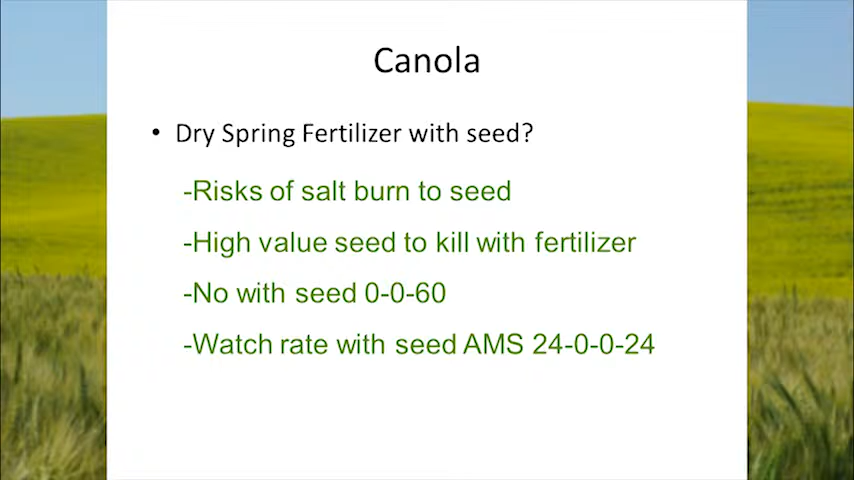 Canola
• Dry Spring Fertilizer with seed?
-Risks of salt burn to seed
-High value seed to kill with fertilizer
-No with seed 0-0-60
-Watch rate with seed AMS 24-0-0-24